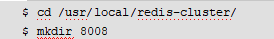 $ cd /usr/local/redis-cluster/
$ mkdir 8008